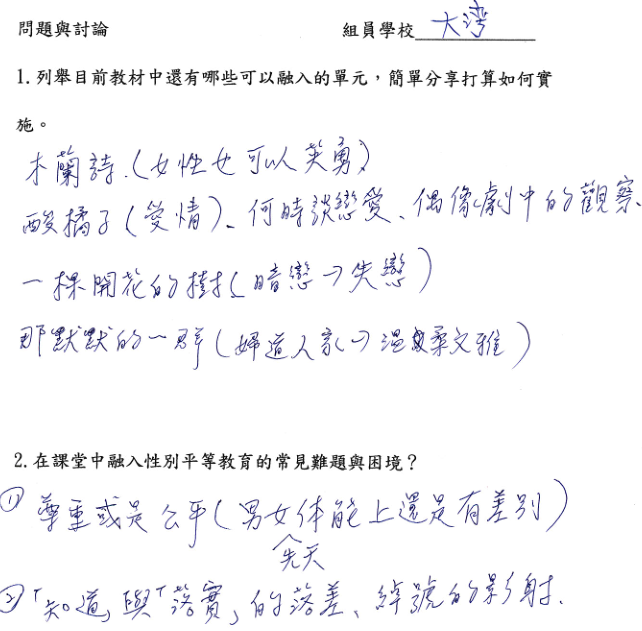 問題與討論 組員學校 大灣
1. 列舉目前教材中還有哪些可以融入的單元,簡單分享打算如何實
施。
木蘭詩.(女性也可以英勇)
酸橘子(愛情)、何時談戀愛、偶像劇中的觀察、
一棵開花的樹(暗戀→失戀)
那默默的一群(婦道人家→溫柔文雅)
2. 在課堂中融入性別平等教育的常見難題與困境?
① 尊重或是公平(男女体能上還是有差別)
先天
②「知道」與「落實」的落差、綽號的影射.